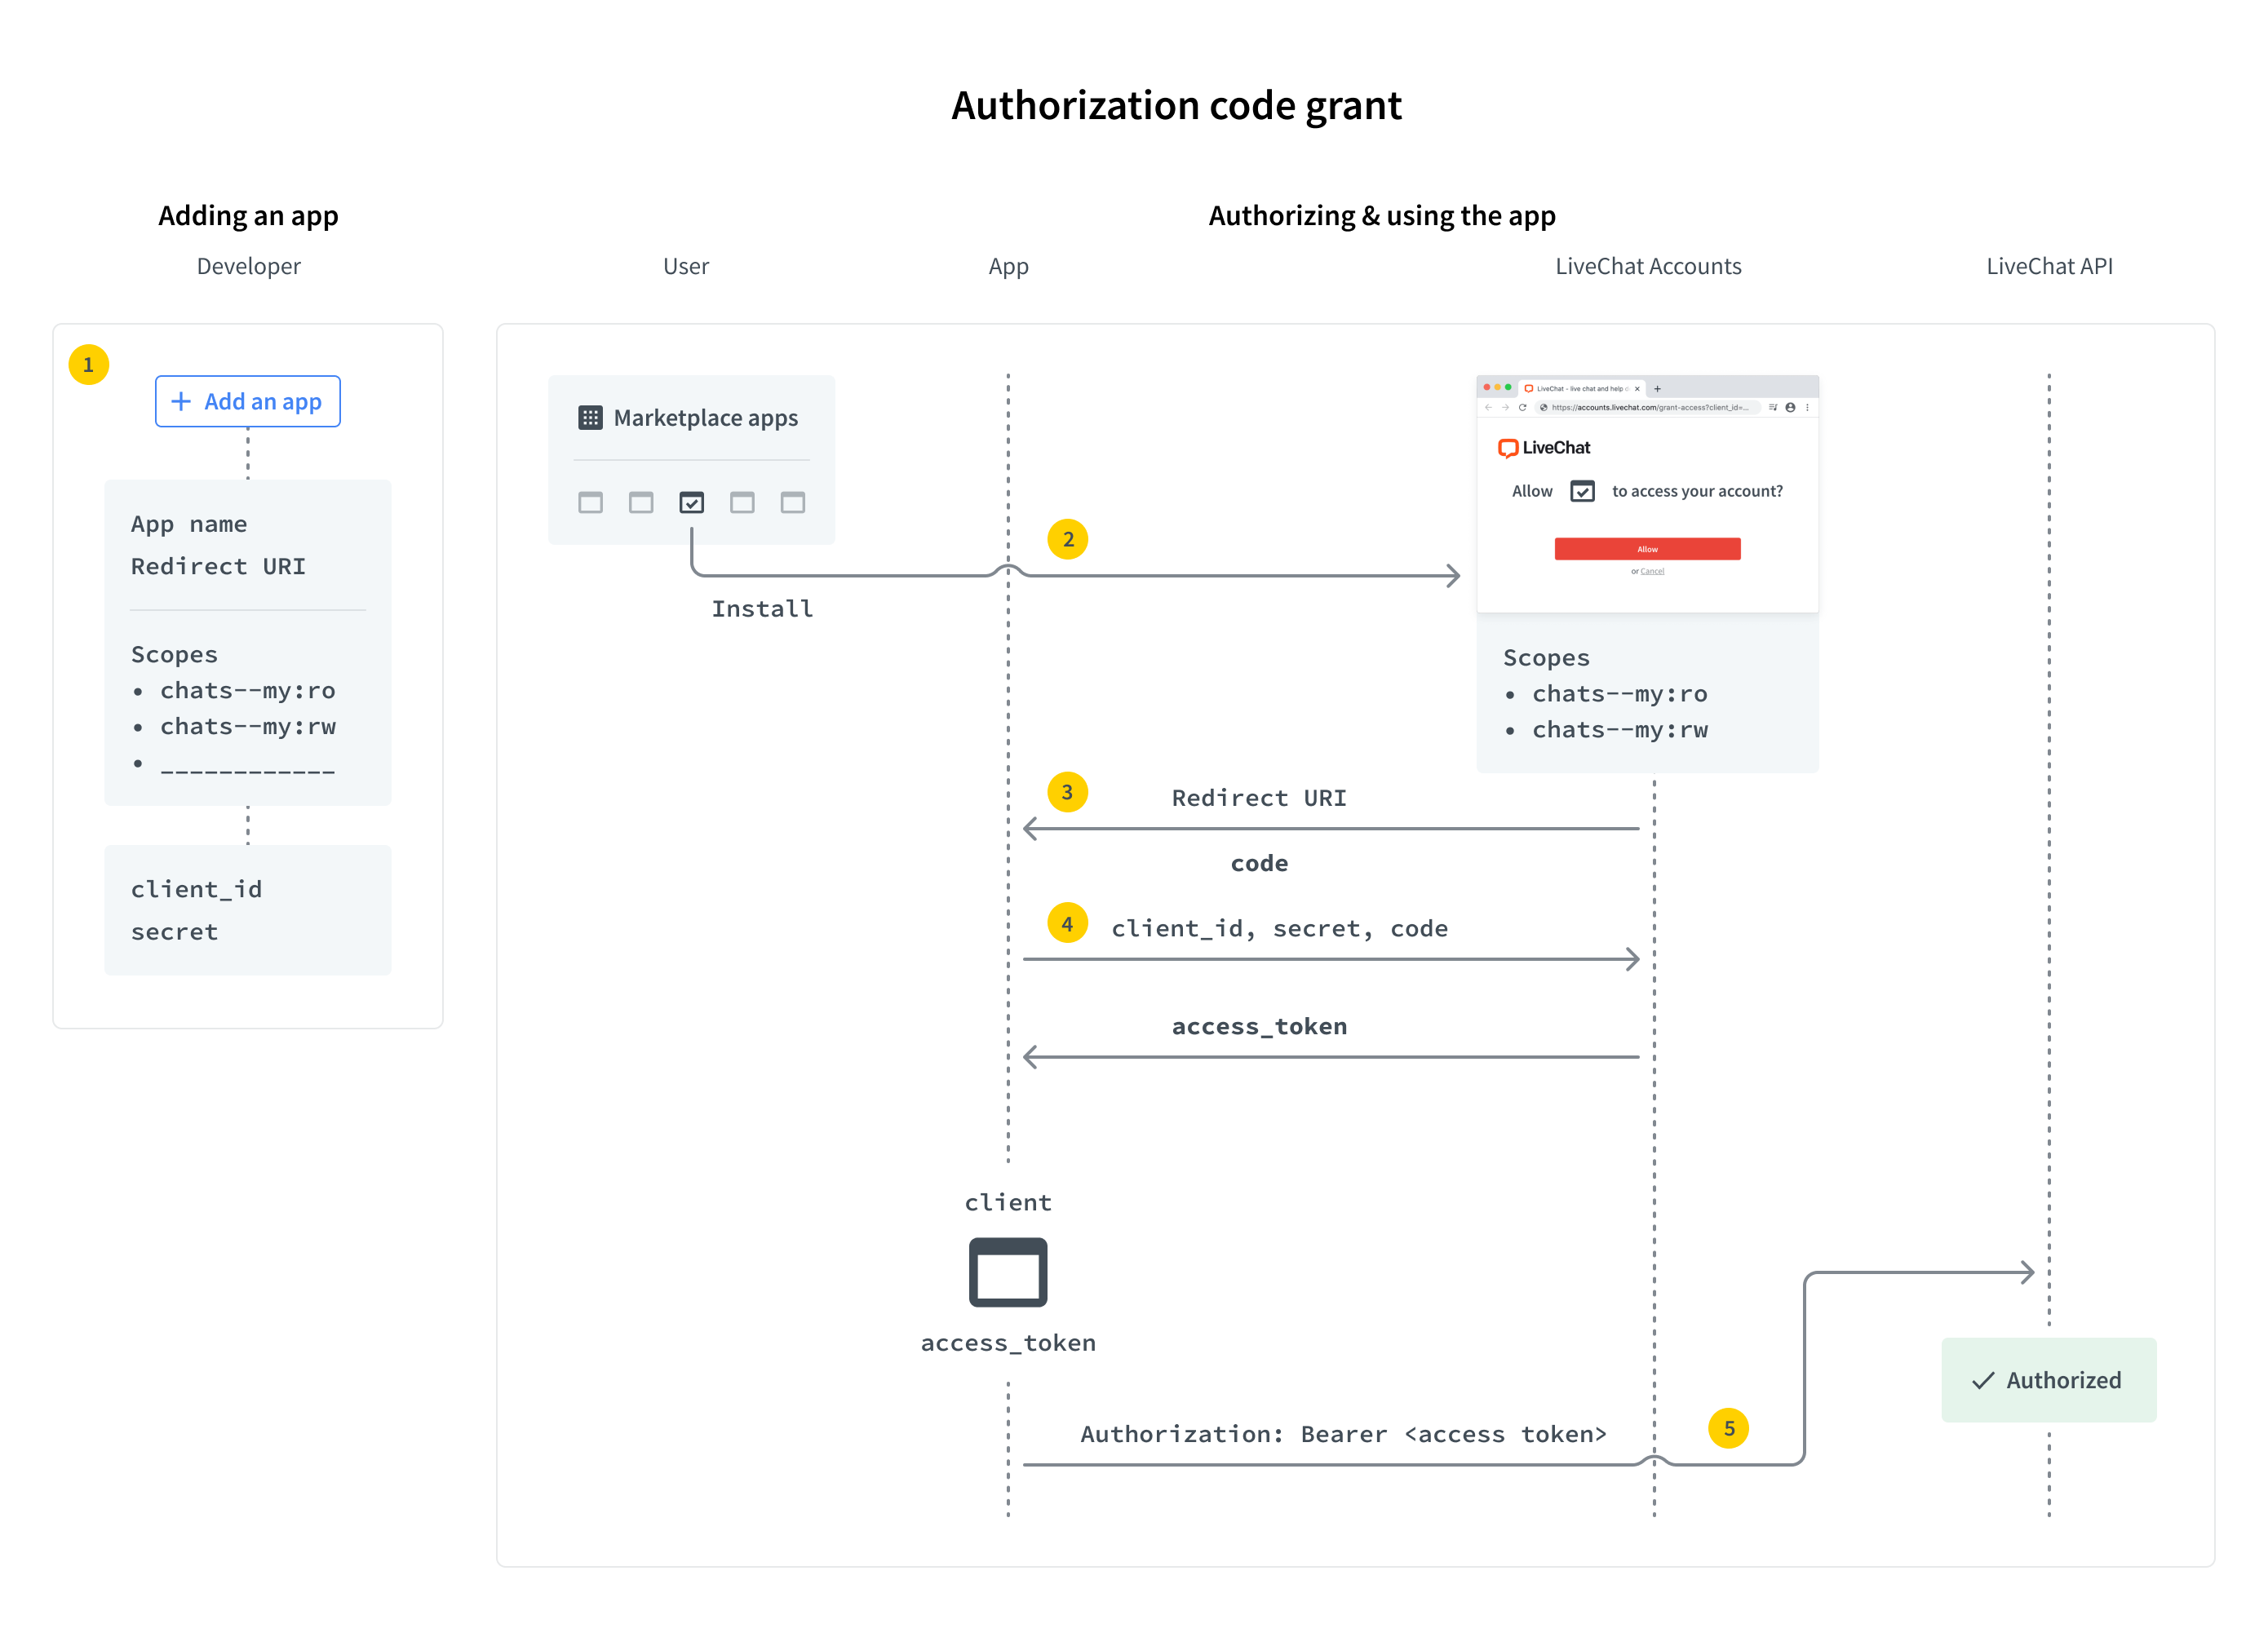 Authorization code grant
Adding an app
Developer
Authorizing & using the app
User
App
LiveChat Accounts
LiveChat API
1
+ Add an app
App name
Redirect URI
Scopes
• chats--my:ro
• chats--my:rw
• ____________
client_id
secret
Marketplace apps
Install
2
LiveChat - live chat and help
https://accounts.livechat.com/grant-access?client_id=...
LiveChat
Allow to access your account?
Allow
or Cancel
Scopes
• chats--my:ro
• chats--my:rw
3
Redirect URI
code
4
client_id, secret, code
access_token
client
access_token
Authorization: Bearer <access token>
5
Authorized